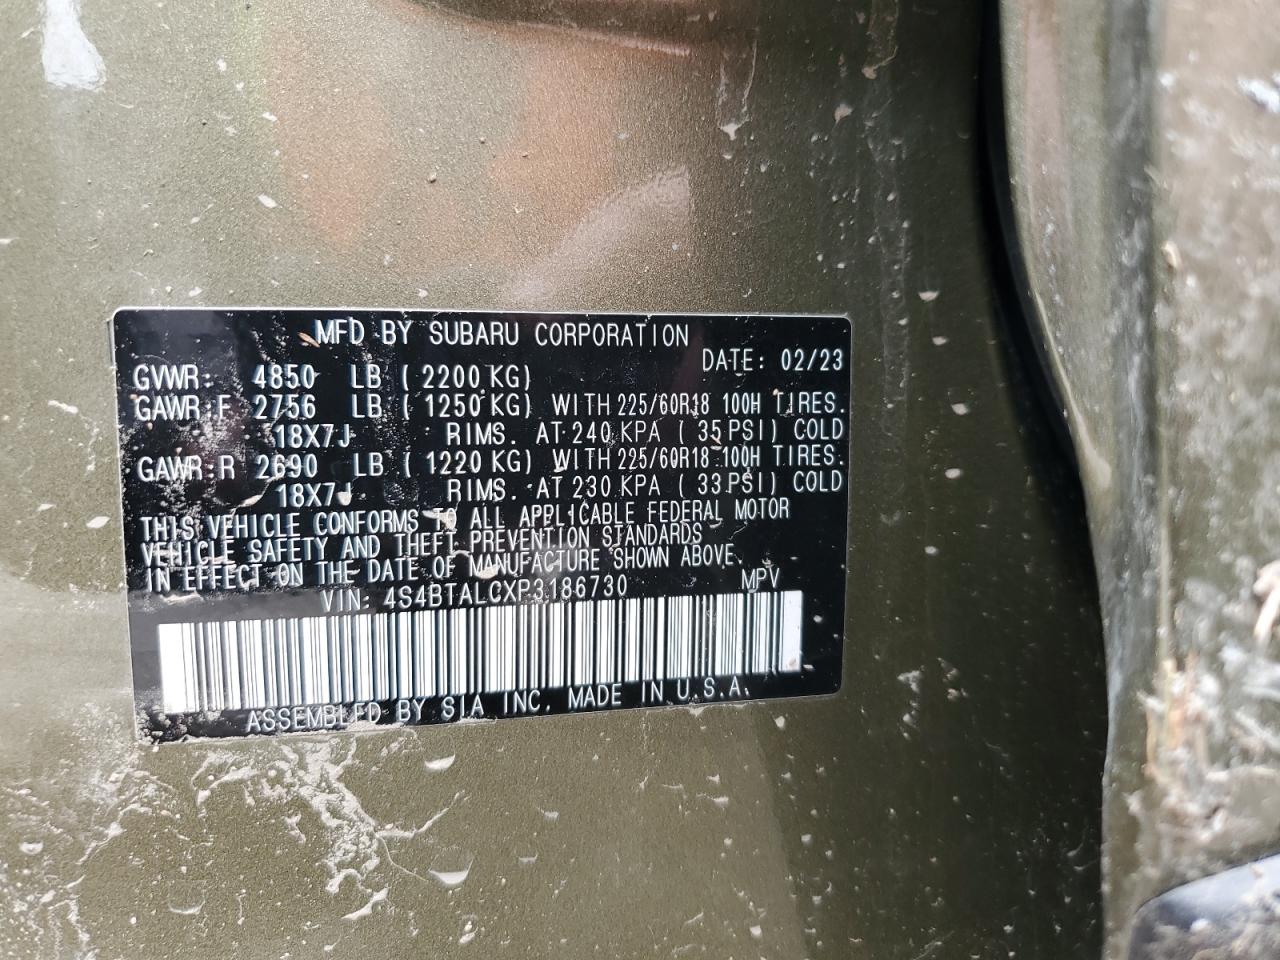 MFD BY SUBARU CORPORATION
DATE: 02/23
GVWR: 4850 LB ( 2200 KG)
GAWR:F 2756 LB ( 1250 KG) WITH 225/60R18 100H TIRES.
18X7J RIMS. AT 240 KPA ( 35 PSI) COLD
GAWR:R 2690 LB ( 1220 KG) WITH 225/60R18 100H TIRES.
18X7J RIMS. AT 230 KPA ( 33 PSI) COLD
THIS VEHICLE CONFORMS TO ALL APPLICABLE FEDERAL MOTOR
VEHICLE SAFETY AND THEFT PREVENTION STANDARDS
IN EFFECT ON THE DATE OF MANUFACTURE SHOWN ABOVE.
VIN: 4S4BTALCXP3186730 MPV
ASSEMBLED BY SIA INC. MADE IN U.S.A.